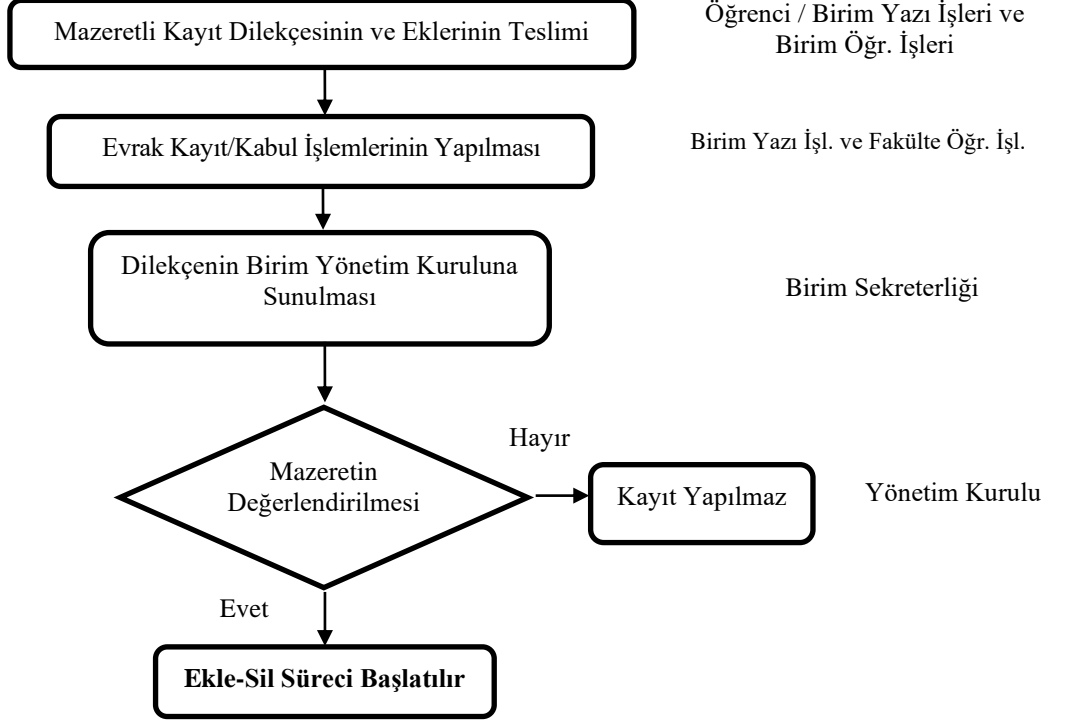 Mazeretli Kayıt Dilekçesinin ve Eklerinin Teslimi
Öğrenci / Birim Yazı İşleri ve
Birim Öğr. İşleri
Evrak Kayıt/Kabul İşlemlerinin Yapılması
Birim Yazı İşl. ve Fakülte Öğr. İşl.
Dilekçenin Birim Yönetim Kuruluna
Sunulması
Birim Sekreterliği
Mazeretin
Değerlendirilmesi
Hayır
Kayıt Yapılmaz
Yönetim Kurulu
Evet
Ekle-Sil Süreci Başlatılır